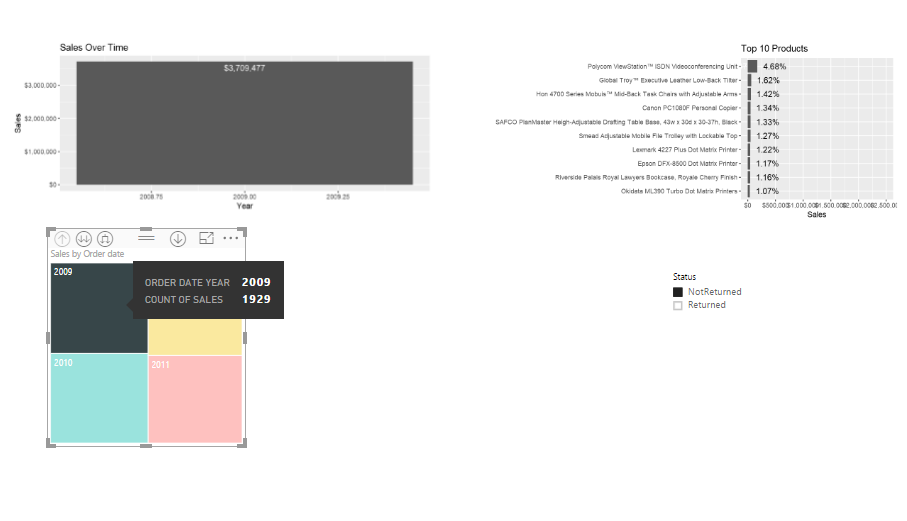 Sales Over Time
$3,709,477
$3,000,000
$2,000,000
$1,000,000
$0
Sales
2008.75
2009.00
2009.25
Year
Top 10 Products
Polycom ViewStation™ ISDN Videoconferencing Unit 4.68%
Global Troy™ Executive Leather Low-Back Tilter 1.62%
Hon 4700 Series Mobuis™ Mid-Back Task Chairs with Adjustable Arms 1.42%
Canon PC1080F Personal Copier 1.34%
SAFCO PlanMaster Heigh-Adjustable Drafting Table Base, 43w x 30d x 30-37h, Black 1.33%
Smead Adjustable Mobile File Trolley with Lockable Top 1.27%
Lexmark 4227 Plus Dot Matrix Printer 1.22%
Epson DFX-8500 Dot Matrix Printer 1.17%
Riverside Palais Royal Lawyers Bookcase, Royale Cherry Finish 1.16%
Okidata ML390 Turbo Dot Matrix Printers 1.07%
$0 $500,000 $1,000,000 $1,500,000 $2,000,000 $2,500,00
Sales
Sales by Order date
2009
ORDER DATE YEAR 2009
COUNT OF SALES 1929
2010
2011
Status
NotReturned
Returned